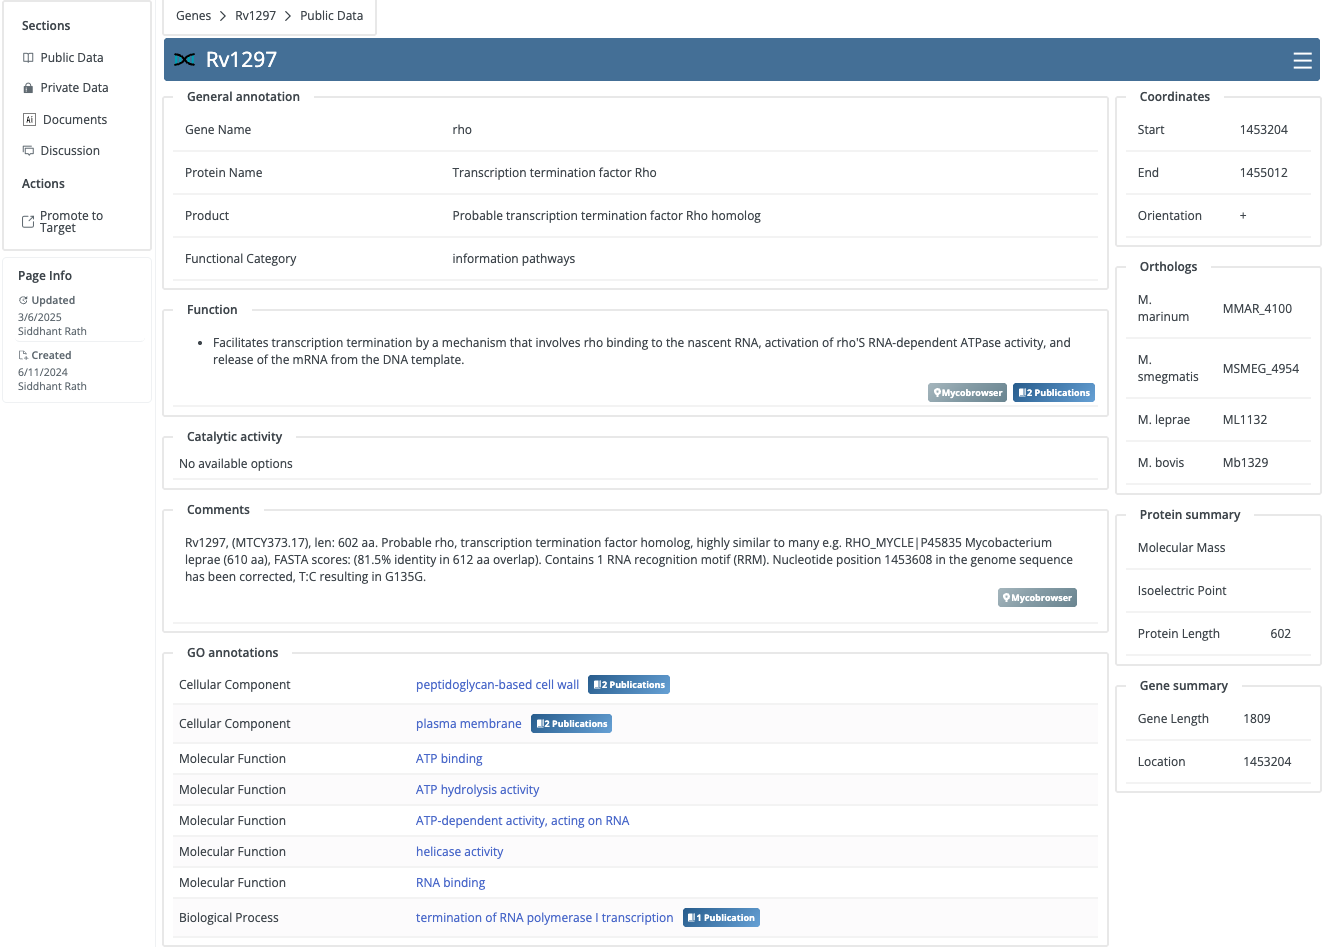 Sections
Public Data
Private Data
Documents
Discussion
Actions
Promote to
Target
Page Info
Updated
3/6/2025
Siddhant Rath
Created
6/11/2024
Siddhant Rath
Genes > Rv1297 > Public Data
Rv1297
General annotation
Gene Name rho
Protein Name Transcription termination factor Rho
Product Probable transcription termination factor Rho homolog
Functional Category information pathways
Function
• Facilitates transcription termination by a mechanism that involves rho binding to the nascent RNA, activation of rho'S RNA-dependent ATPase activity, and
release of the mRNA from the DNA template.
Mycobrowser 2 Publications
Catalytic activity
No available options
Comments
Rv1297, (MTCY373.17), len: 602 aa. Probable rho, transcription termination factor homolog, highly similar to many e.g. RHO_MYCLE|P45835 Mycobacterium
leprae (610 aa), FASTA scores: (81.5% identity in 612 aa overlap). Contains 1 RNA recognition motif (RRM). Nucleotide position 1453608 in the genome sequence
has been corrected, T:C resulting in G135G.
Mycobrowser
GO annotations
Cellular Component peptidoglycan-based cell wall 2 Publications
Cellular Component plasma membrane 2 Publications
Molecular Function ATP binding
Molecular Function ATP hydrolysis activity
Molecular Function ATP-dependent activity, acting on RNA
Molecular Function helicase activity
Molecular Function RNA binding
Biological Process termination of RNA polymerase I transcription 1 Publication
Coordinates
Start 1453204
End 1455012
Orientation +
Orthologs
M.
marinum MMAR_4100
M.
smegmatis MSMEG_4954
M. leprae ML1132
M. bovis Mb1329
Protein summary
Molecular Mass
Isoelectric Point
Protein Length 602
Gene summary
Gene Length 1809
Location 1453204